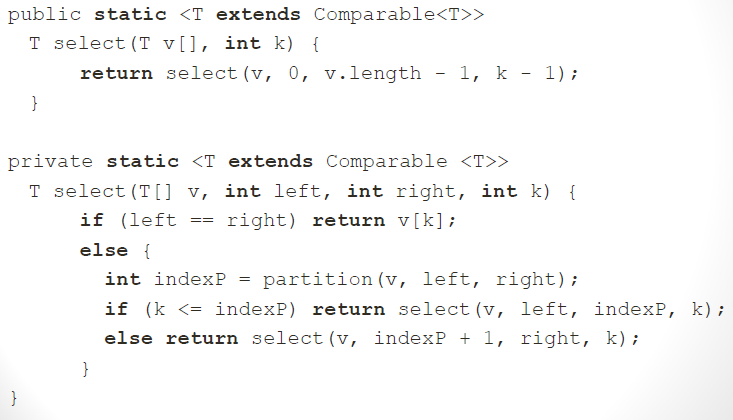 public static <T extends Comparable<T>>
T select(T v[], int k) {
return select(v, 0, v.length - 1, k - 1);
}
private static <T extends Comparable <T>>
T select(T[] v, int left, int right, int k) {
if (left == right) return v[k];
else {
int indexP = partition(v, left, right);
if (k <= indexP) return select(v, left, indexP, k);
else return select(v, indexP + 1, right, k);
}
}